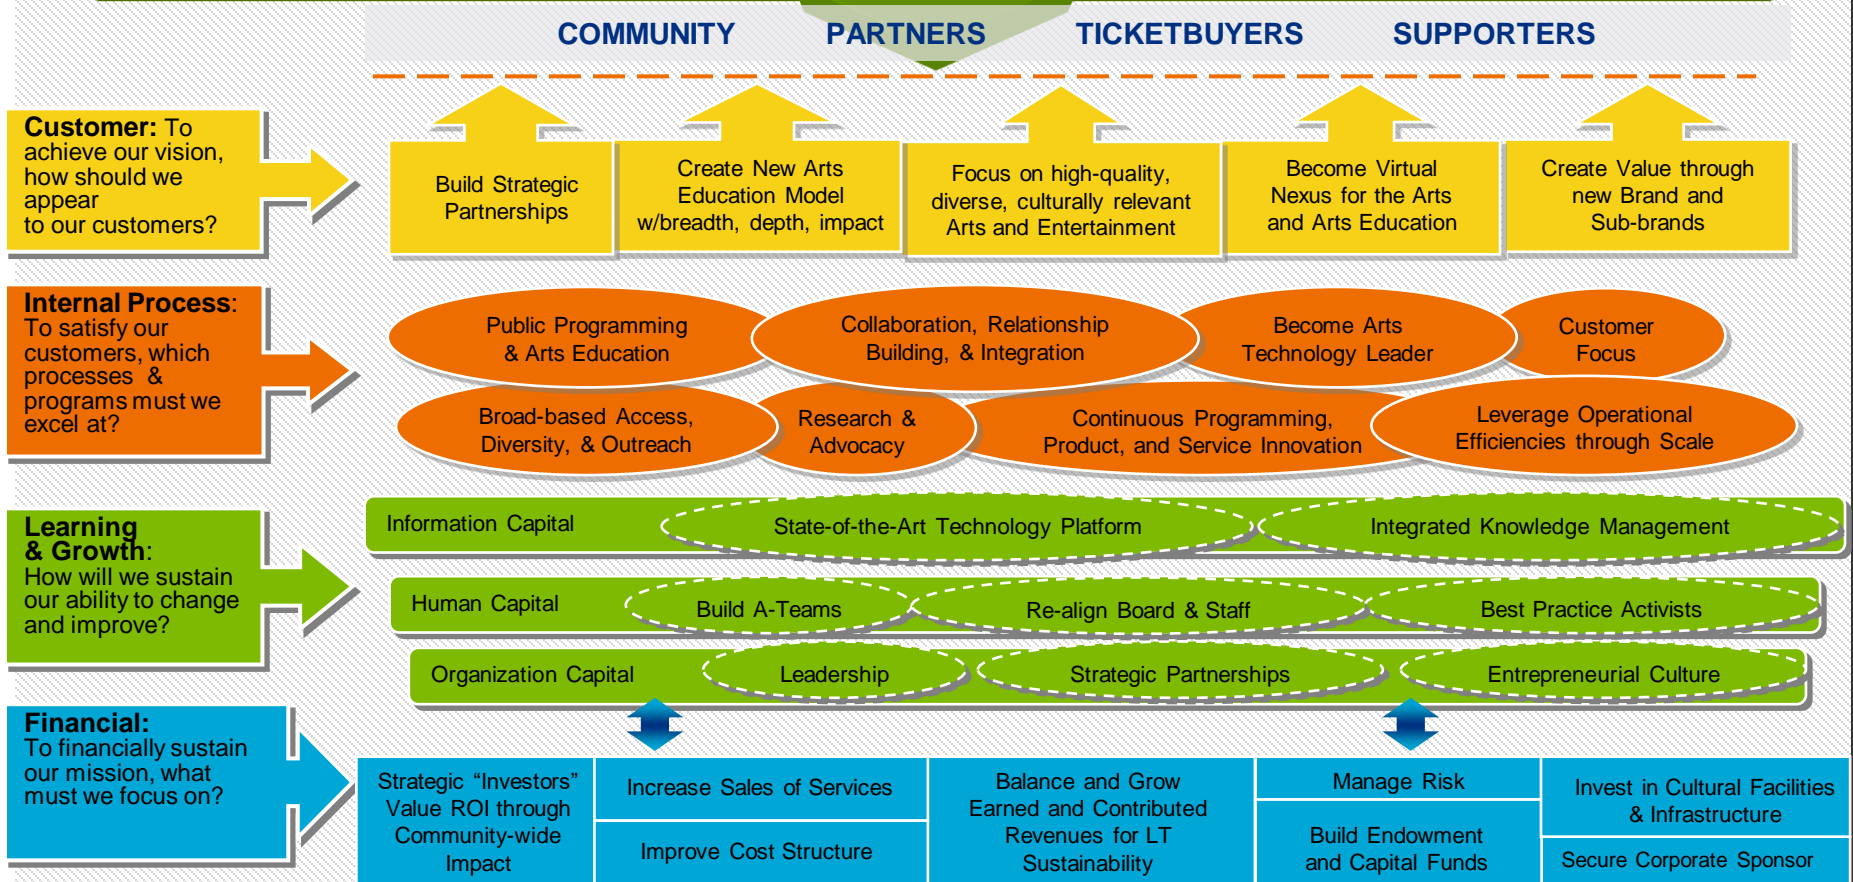 COMMUNITY PARTNERS TICKETBUYERS SUPPORTERS
Customer: To
achieve our vision,
how should we
appear
to our customers?
Build Strategic
Partnerships
Create New Arts
Education Model
w/breadth, depth, impact
Focus on high-quality,
diverse, culturally relevant
Arts and Entertainment
Become Virtual
Nexus for the Arts
and Arts Education
Create Value through
new Brand and
Sub-brands
Internal Process:
To satisfy our
customers, which
processes &
programs must we
excel at?
Public Programming
& Arts Education
Collaboration, Relationship
Building, & Integration
Become Arts
Technology Leader
Customer
Focus
Broad-based Access,
Diversity, & Outreach
Research &
Advocacy
Continuous Programming,
Product, and Service Innovation
Leverage Operational
Efficiencies through Scale
Learning
& Growth:
How will we sustain
our ability to change
and improve?
Information Capital
State-of-the-Art Technology Platform
Integrated Knowledge Management
Human Capital
Build A-Teams
Re-align Board & Staff
Best Practice Activists
Organization Capital
Leadership
Strategic Partnerships
Entrepreneurial Culture
Financial:
To financially sustain
our mission, what
must we focus on?
Strategic “Investors”
Value ROI through
Community-wide
Impact
Increase Sales of Services
Improve Cost Structure
Balance and Grow
Earned and Contributed
Revenues for LT
Sustainability
Manage Risk
Build Endowment
and Capital Funds
Invest in Cultural Facilities
& Infrastructure
Secure Corporate Sponsor